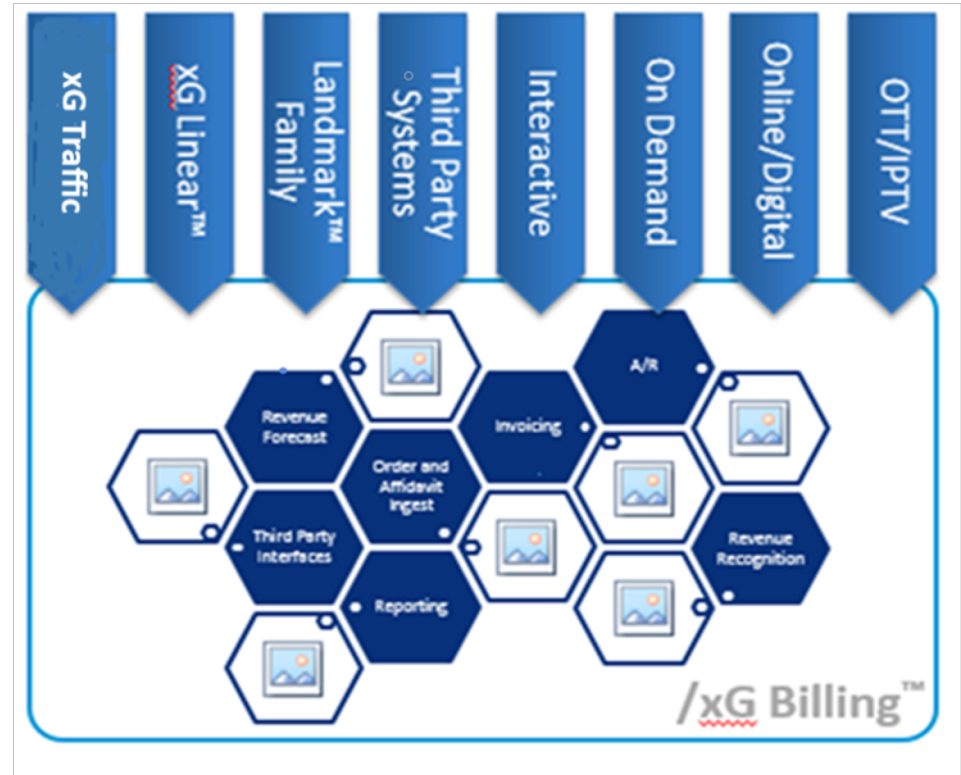 xG Traffic
xG Linear™
Landmark™
Family
Third Party
Systems
Interactive
On Demand
Online/Digital
OTT/IPTV
A/R
Revenue
Forecast
Invoicing
Order and
Affidavit
Ingest
Third Party
Interfaces
Revenue
Recognition
Reporting
/xG Billing™